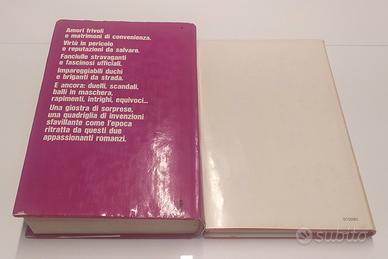 Amori frivoli
e matrimoni di convenienza.
Virtù in pericolo
e reputazioni da salvare.
Fanciulle stravaganti
e fascinosi ufficiali.
Impareggiabili duchi
e briganti da strada.
E ancora: duelli, scandali,
balli in maschera,
rapimenti, intrighi, equivoci...
Una giostra di sorprese,
una quadriglia di invenzioni
sfavillante come l'epoca
ritratta da questi due
appassionanti romanzi.
subito